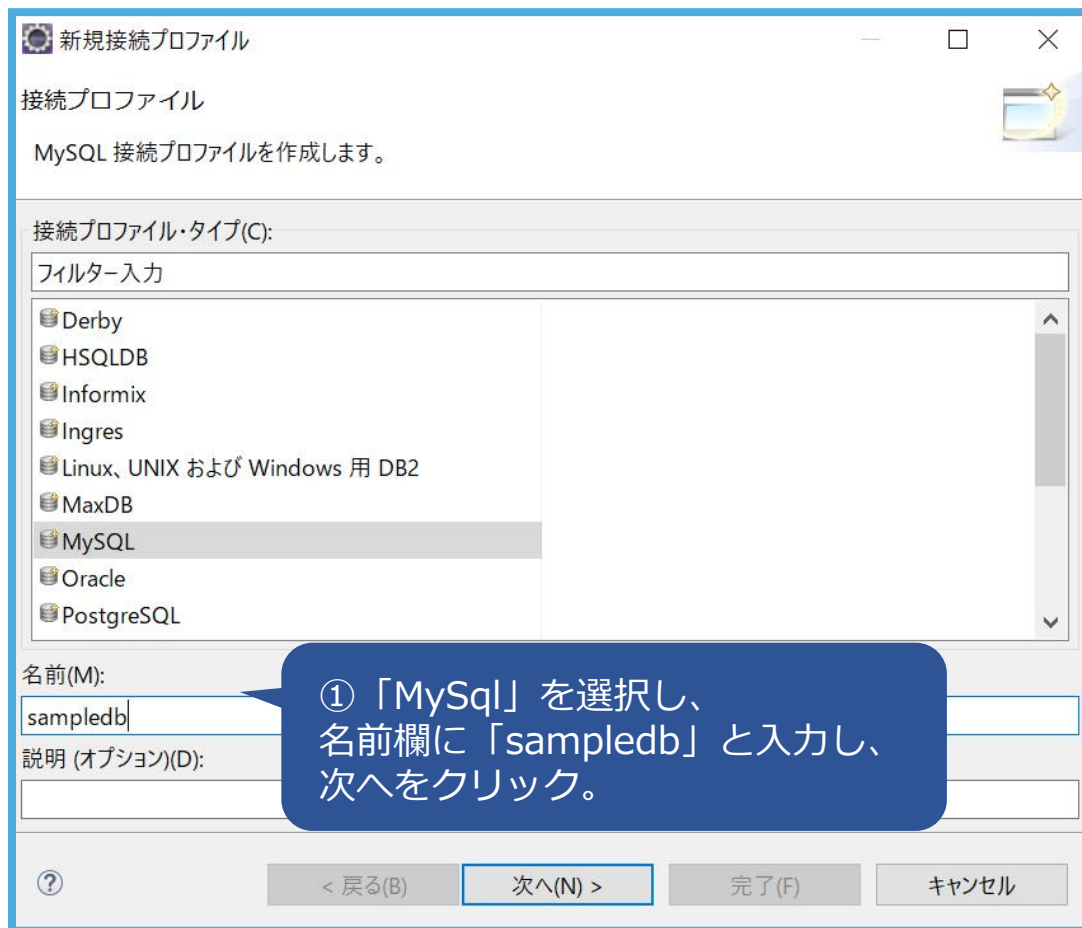 新規接続プロファイル
接続プロファイル
MySQL 接続プロファイルを作成します。
接続プロファイル・タイプ(C):
フィルター入力
Derby
HSQLDB
Informix
Ingres
Linux、UNIX および Windows 用 DB2
MaxDB
MySQL
Oracle
PostgreSQL
名前(M):
sampledb
説明 (オプション)(D):
①「MySql」を選択し、
名前欄に「sampledb」と入力し、
次へをクリック。
< 戻る(B)
次へ(N) >
完了(F)
キャンセル